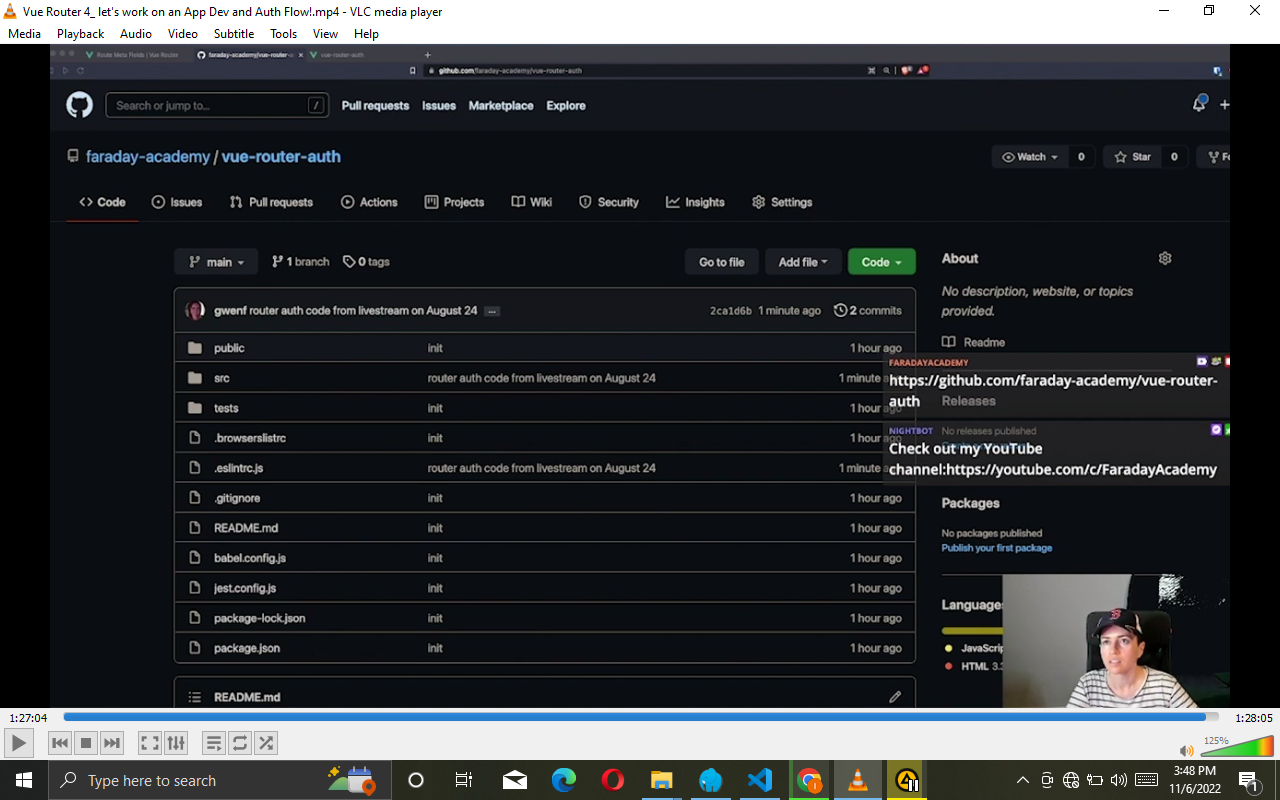 Vue Router 4_ let's work on an App Dev and Auth Flow!.mp4 - VLC media player
Media Playback Audio Video Subtitle Tools View Help
Route Meta Fields | Vue Router faraday-academy/vue-router- vue-router-auth
github.com/faraday-academy/vue-router-auth
Search or jump to... / Pull requests Issues Marketplace Explore
faraday-academy / vue-router-auth
Watch 0 Star 0 Fo
Code Issues Pull requests Actions Projects Wiki Security Insights Settings
main 1 branch 0 tags Go to file Add file Code
gwenf router auth code from livestream on August 24 ... 2ca1d6b 1 minute ago 2 commits
public init 1 hour ago
src router auth code from livestream on August 24 1 minute a
tests init 1 hour ago
.browserslistrc init 1 hour ago
.eslintrc.js router auth code from livestream on August 24 1 minute a
.gitignore init 1 hour ago
README.md init 1 hour ago
babel.config.js init 1 hour ago
jest.config.js init 1 hour ago
package-lock.json init 1 hour ago
package.json init 1 hour ago
README.md
About
No description, website, or topics
provided.
Readme
FARADAYACADEMY
https://github.com/faraday-academy/vue-router-
auth
Releases
NIGHTBOT
No releases published
Check out my YouTube
channel:https://youtube.com/c/FaradayAcademy
Packages
No packages published
Publish your first package
Languages
JavaScrip
HTML 3.3
1:27:04 1:28:05
125%
Type here to search
3:48 PM
11/6/2022
1